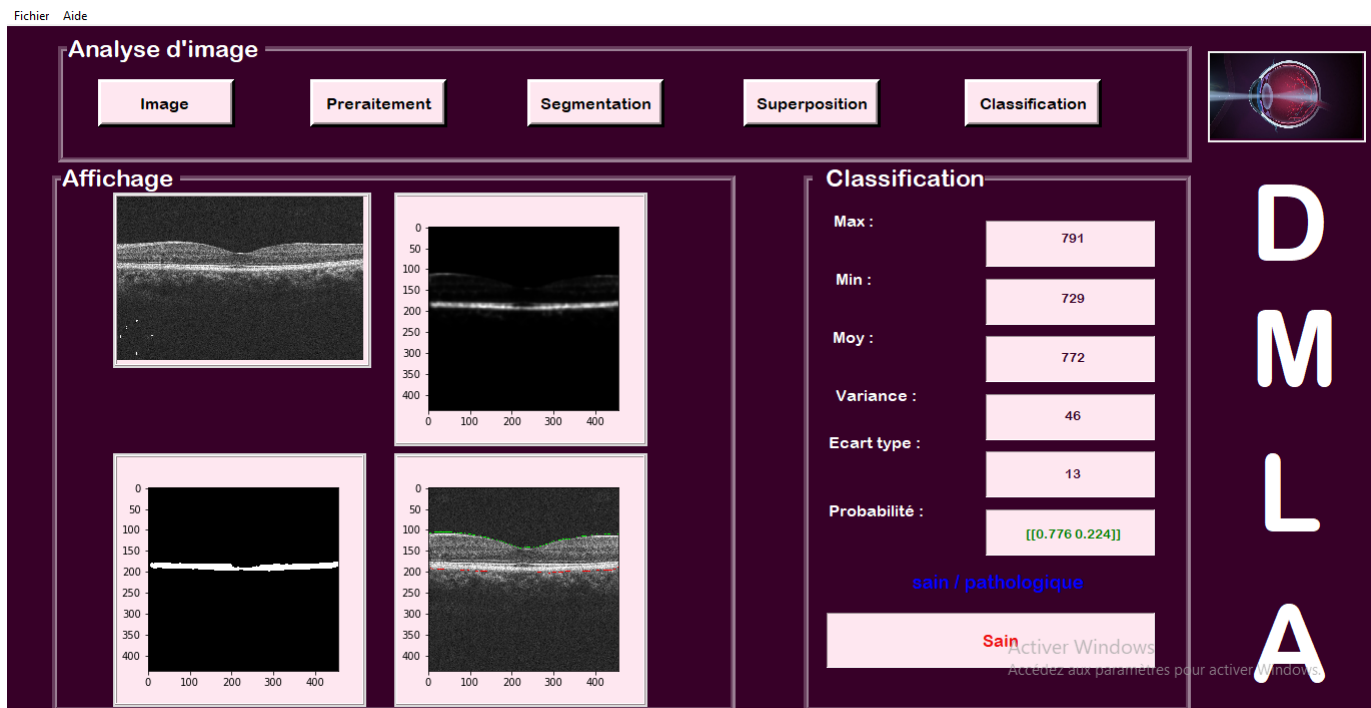 Fichier Aide
Analyse d'image
Image Preraitement Segmentation Superposition Classification
Affichage
0
50
100
150
200
250
300
350
400
0 100 200 300 400
0
50
100
150
200
250
300
350
400
0 100 200 300 400
0
50
100
150
200
250
300
350
400
0 100 200 300 400
Classification
Max : 791
Min : 729
Moy : 772
Variance : 46
Ecart type : 13
Probabilité : [[0.776 0.224]]
sain / pathologique
Sain
Activer Windows
Accédez aux paramètres pour activer Windows.
D
M
L
A